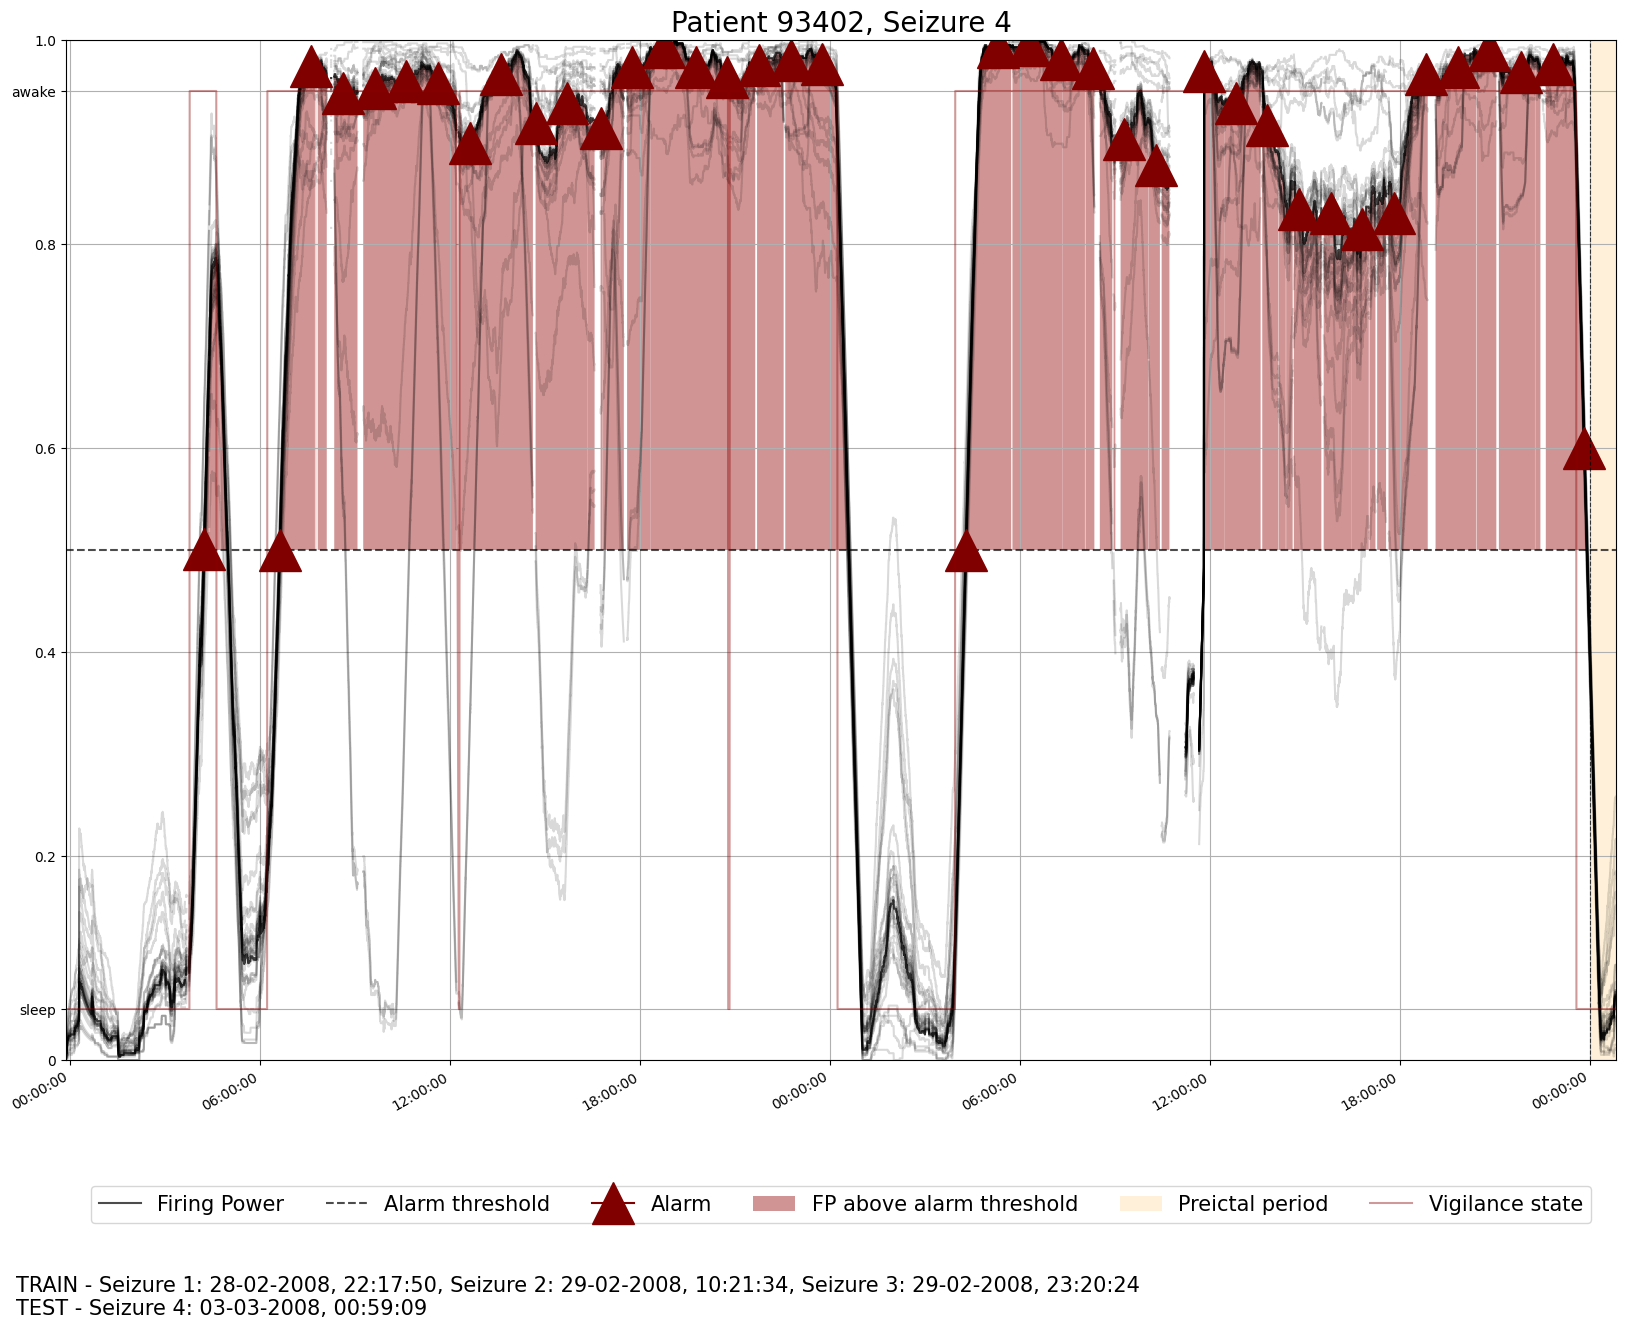 Patient 93402, Seizure 4
1.0
awake
0.8
0.6
0.4
0.2
sleep
0
00:00:00
06:00:00
12:00:00
18:00:00
00:00:00
06:00:00
12:00:00
18:00:00
00:00:00
Firing Power
Alarm threshold
Alarm
FP above alarm threshold
Preictal period
Vigilance state
TRAIN - Seizure 1: 28-02-2008, 22:17:50, Seizure 2: 29-02-2008, 10:21:34, Seizure 3: 29-02-2008, 23:20:24
TEST - Seizure 4: 03-03-2008, 00:59:09